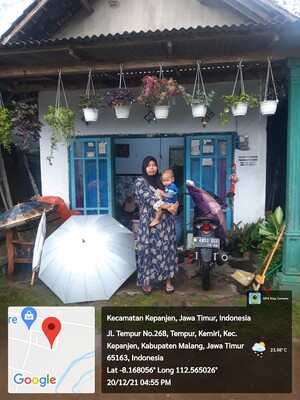 GPS Map Camera
Kecamatan Kepanjen, Jawa Timur, Indonesia
Jl. Tempur No.268, Tempur, Kemiri, Kec.
Kepanjen, Kabupaten Malang, Jawa Timur
65163, Indonesia
Lat -8.168056° Long 112.565026°
20/12/21 04:55 PM
23.98°C
Google